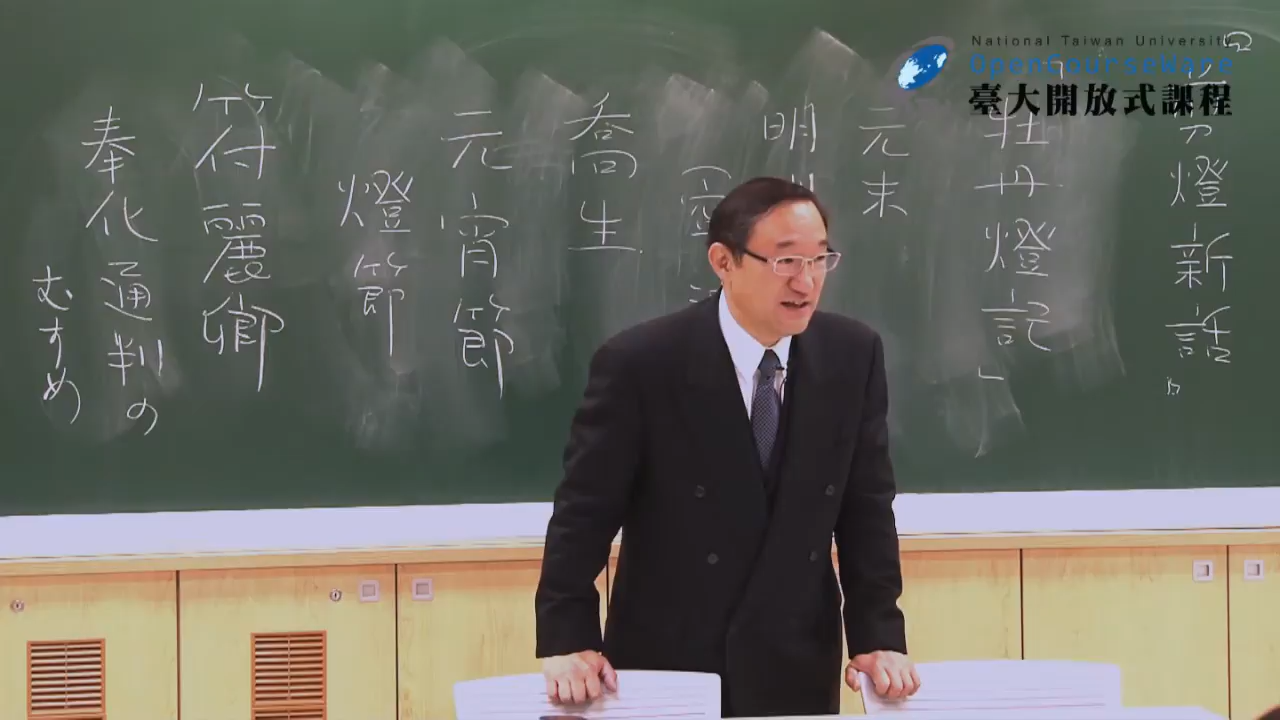 National Taiwan University
OpenCourseWare
臺大開放式課程
剪燈新話』
牡丹燈記」
元末
明州
喬生
元宵節
燈節
符麗卿
奉化通判の
むすめ